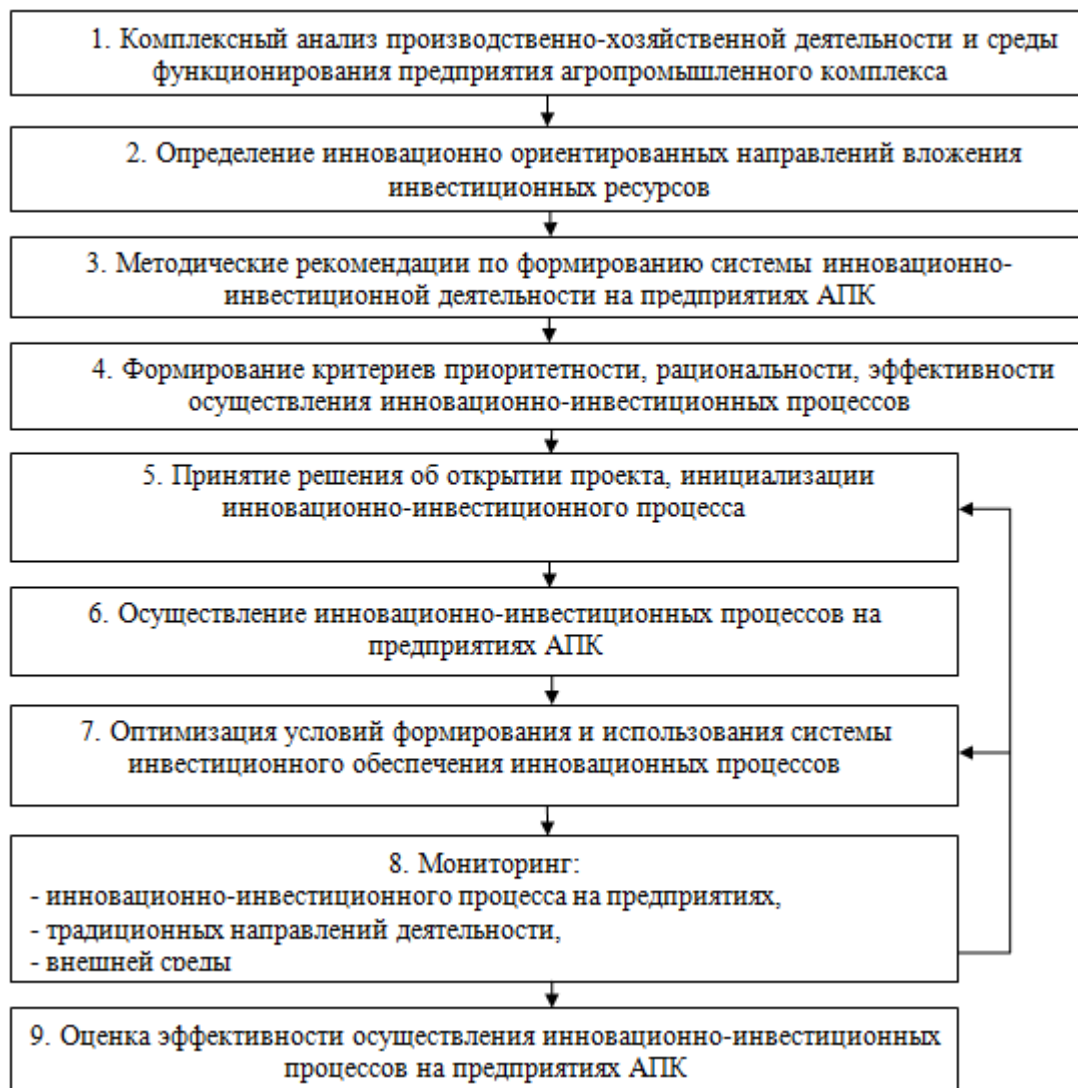 1. Комплексный анализ производственно-хозяйственной деятельности и среды
функционирования предприятия агропромышленного комплекса
2. Определение инновационно ориентированных направлений вложения
инвестиционных ресурсов
3. Методические рекомендации по формированию системы инновационно-
инвестиционной деятельности на предприятиях АПК
4. Формирование критериев приоритетности, рациональности, эффективности
осуществления инновационно-инвестиционных процессов
5. Принятие решения об открытии проекта, инициализации
инновационно-инвестиционного процесса
6. Осуществление инновационно-инвестиционных процессов на
предприятиях АПК
7. Оптимизация условий формирования и использования системы
инвестиционного обеспечения инновационных процессов
8. Мониторинг:
- инновационно-инвестиционного процесса на предприятиях,
- традиционных направлений деятельности,
- внешней среды
9. Оценка эффективности осуществления инновационно-инвестиционных
процессов на предприятиях АПК